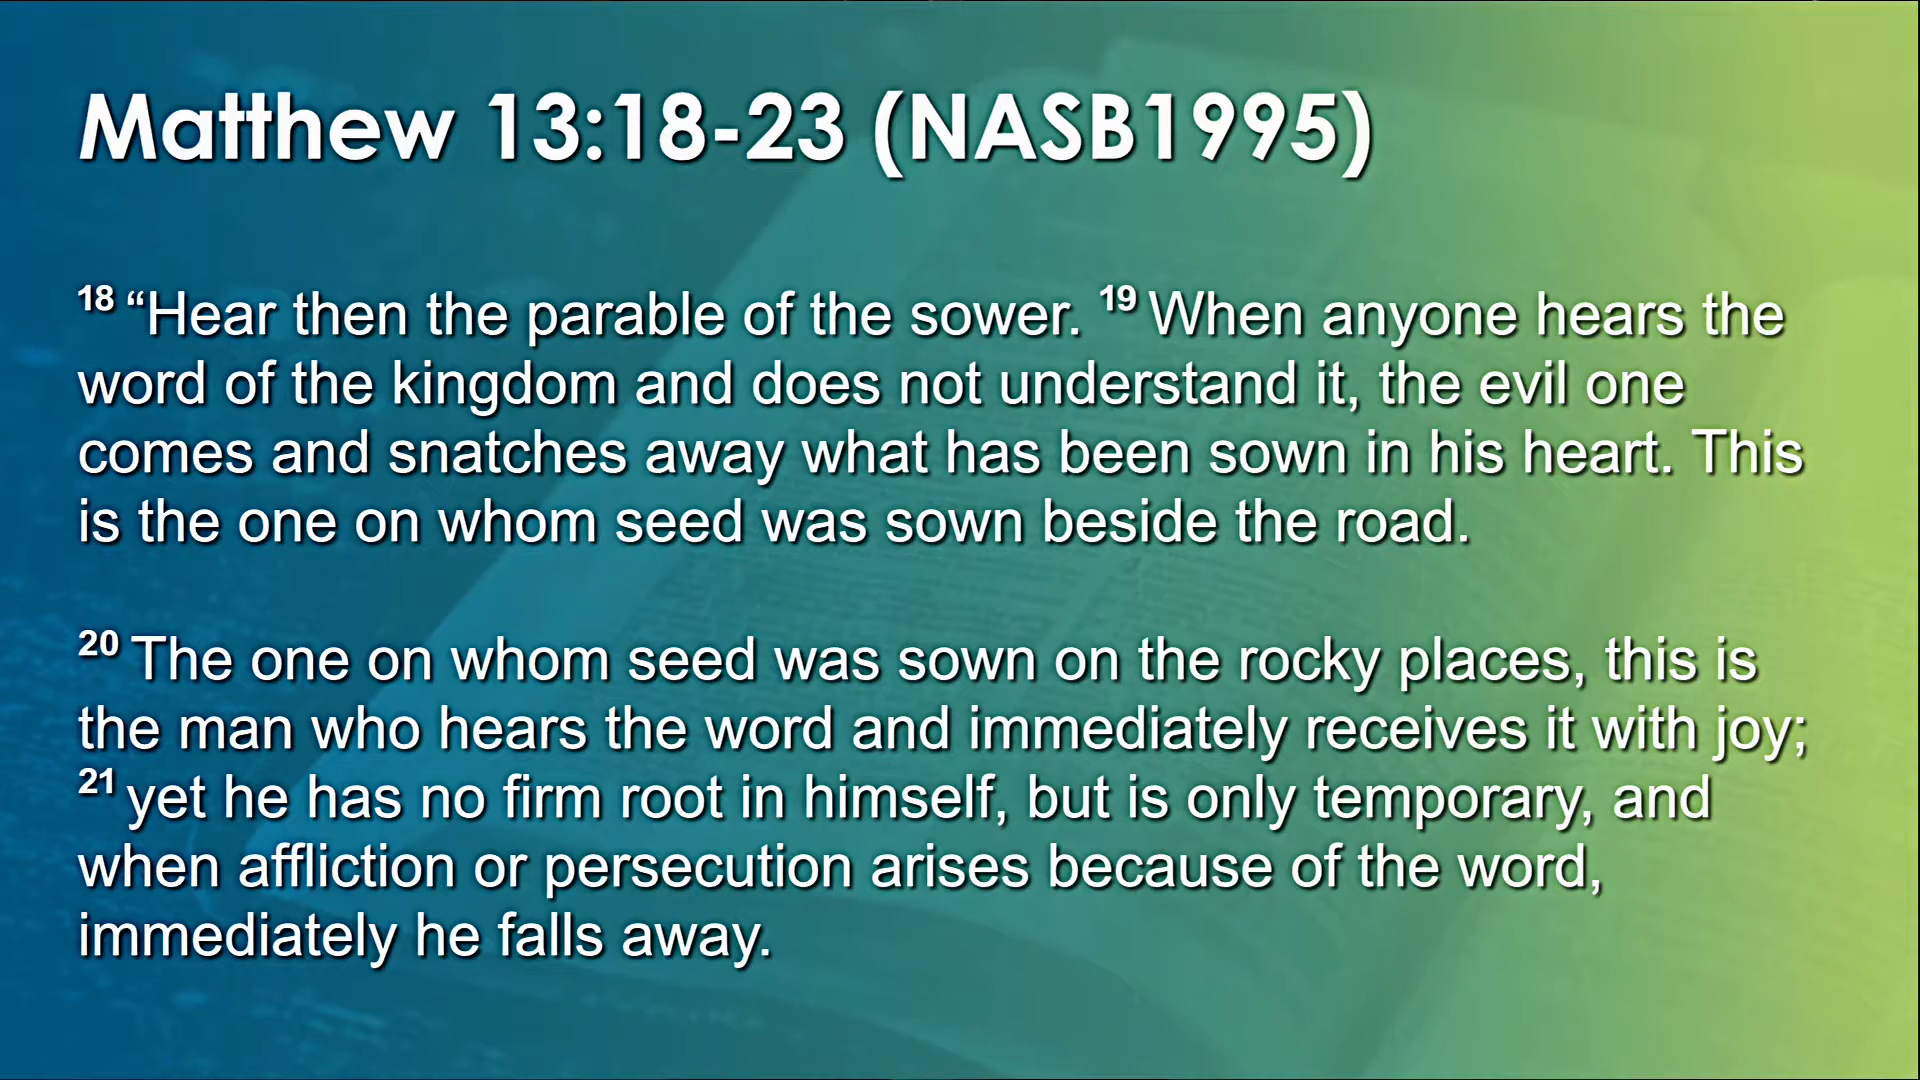 Matthew 13:18-23 (NASB1995)
18 “Hear then the parable of the sower. 19 When anyone hears the
word of the kingdom and does not understand it, the evil one
comes and snatches away what has been sown in his heart. This
is the one on whom seed was sown beside the road.
20 The one on whom seed was sown on the rocky places, this is
the man who hears the word and immediately receives it with joy;
21 yet he has no firm root in himself, but is only temporary, and
when affliction or persecution arises because of the word,
immediately he falls away.